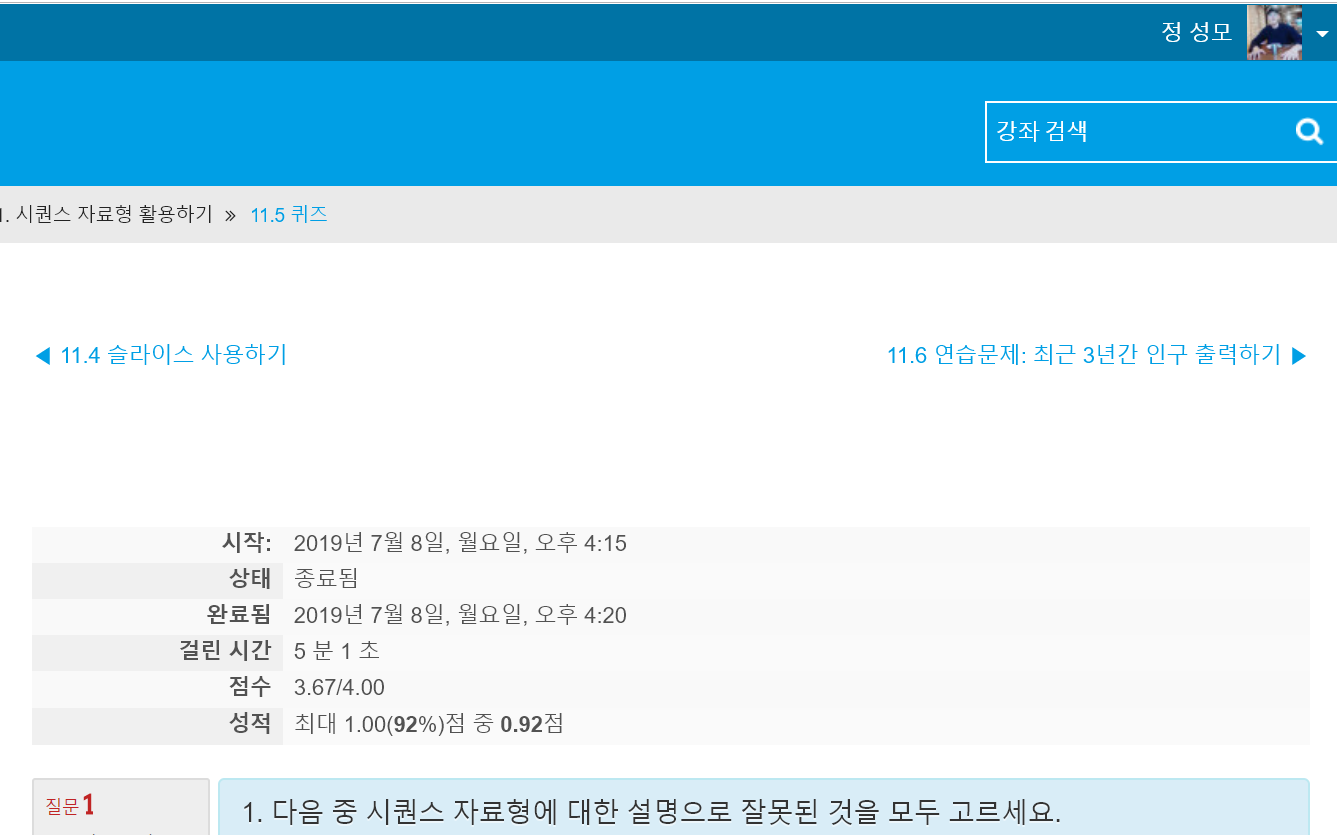 정 성모
강좌 검색
1. 시퀀스 자료형 활용하기 » 11.5 퀴즈
◀ 11.4 슬라이스 사용하기
11.6 연습문제: 최근 3년간 인구 출력하기 ▶
시작: 2019년 7월 8일, 월요일, 오후 4:15
상태 종료됨
완료됨 2019년 7월 8일, 월요일, 오후 4:20
걸린 시간 5 분 1 초
점수 3.67/4.00
성적 최대 1.00(92%)점 중 0.92점
질문 1
1. 다음 중 시퀀스 자료형에 대한 설명으로 잘못된 것을 모두 고르세요.